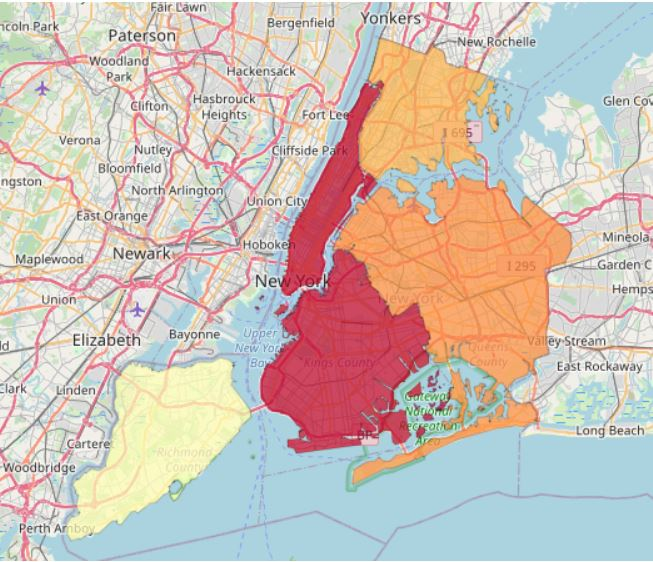 Fair Lawn
Bergenfield
Yonkers
Paterson
New Rochelle
Woodland
Park
Hackensack
Clifton
Hasbrouck
Heights
Fort Lee
Glen Cov
I 695
Verona
Nutley
Cliffside Park
Bloomfield
ngston
North Arlington
Union City
East Orange
Hoboken
Mineola
Maplewood
Newark
I 295
Garden C
New York
Hemps
Union
New York
Elizabeth
Bayonne
Upper
New York
Bay
Kings County
Queens
County
Valley Stream
East Rockaway
Clark
Linden
Gateway
National
Recreation
Area
BP
Long Beach
Carteret
Richmond
County
Woodbridge
Perth Amboy